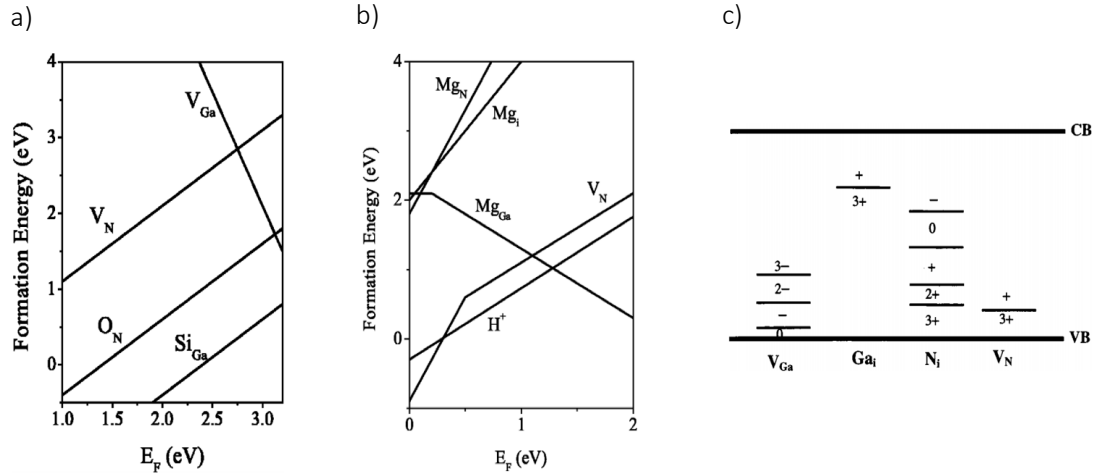 a)
b)
c)
4
3
2
1
0
Formation Energy (eV)
V_Ga
V_N
O_N
Si_Ga
1.0 1.5 2.0 2.5 3.0
E_F (eV)
4
2
0
Formation Energy (eV)
Mg_N
Mg_i
Mg_Ga
V_N
H⁺
0 1 2
E_F (eV)
CB
+
3+
−
0
+
2+
3+
3−
2−
−
0
+
3+
VB
V_Ga Ga_i N_i V_N